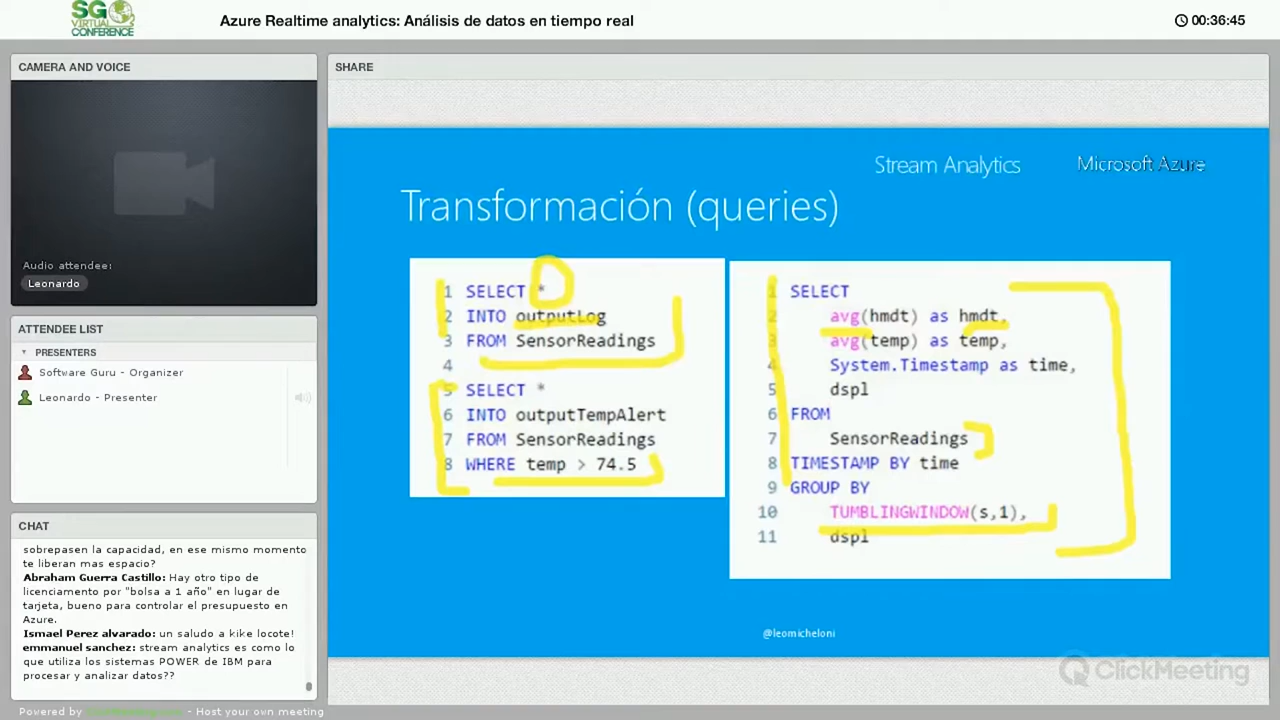 SG
VIRTUAL
CONFERENCE
Azure Realtime analytics: Análisis de datos en tiempo real
00:36:45
CAMERA AND VOICE
Audio attendee:
Leonardo
ATTENDEE LIST
PRESENTERS
Software Guru - Organizer
Leonardo - Presenter
CHAT
sobrepasen la capacidad, en ese mismo momento
te liberan mas espacio?
Abraham Guerra Castillo: Hay otro tipo de
licenciamiento por "bolsa a 1 año" en lugar de
tarjeta, bueno para controlar el presupuesto en
Azure.
Ismael Perez alvarado: un saludo a kike locote!
emmanuel sanchez: stream analytics es como lo
que utiliza los sistemas POWER de IBM para
procesar y analizar datos??
Powered by ClickMeeting.com - Host your own meeting
SHARE
Stream Analytics
Microsoft Azure
Transformación (queries)
1 SELECT *
2 INTO outputLog
3 FROM SensorReadings
4
5 SELECT *
6 INTO outputTempAlert
7 FROM SensorReadings
8 WHERE temp > 74.5
1 SELECT
2 avg(hmdt) as hmdt,
3 avg(temp) as temp,
4 System.Timestamp as time,
5 dspl
6 FROM
7 SensorReadings
8 TIMESTAMP BY time
9 GROUP BY
10 TUMBLINGWINDOW(s,1),
11 dspl
@leomicheloni
ClickMeeting